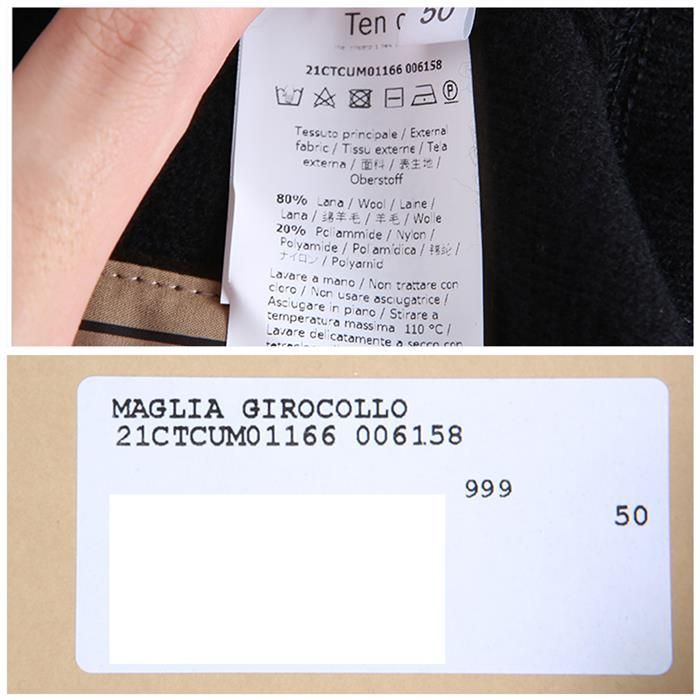 Ten C
50
21CTCUM01166 006158
P
Tessuto principale / External
fabric / Tissu externe / Tela
externa / 面料 / 表生地 /
Oberstoff
80% Lana / Wool / Laine /
Lana / 绵羊毛 / 羊毛 / Wolle
20% Poliammide / Nylon /
Polyamide / Poliamídica / 锦纶 /
ナイロン / Polyamid
Lavare a mano / Non trattare con
cloro / Non usare asciugatrice /
Asciugare in piano / Stirare a
temperatura massima 110 °C /
Lavare delicatamente a secco con
MAGLIA GIROCOLLO
21CTCUM01166 006158
999
50